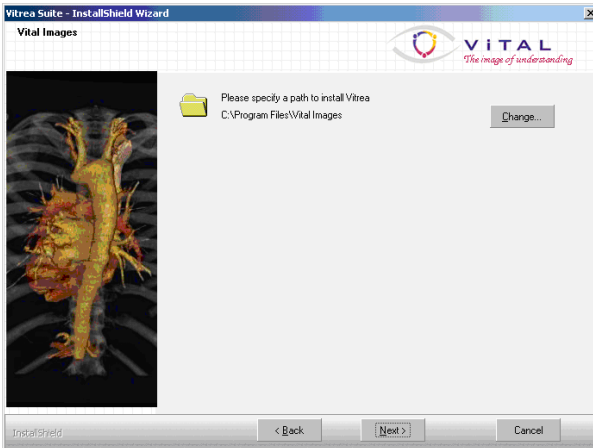 Vitrea Suite - InstallShield Wizard
Vital Images
ViTAL
The image of understanding
Please specify a path to install Vitrea
C:\Program Files\Vital Images
Change...
InstallShield
< Back
Next >
Cancel